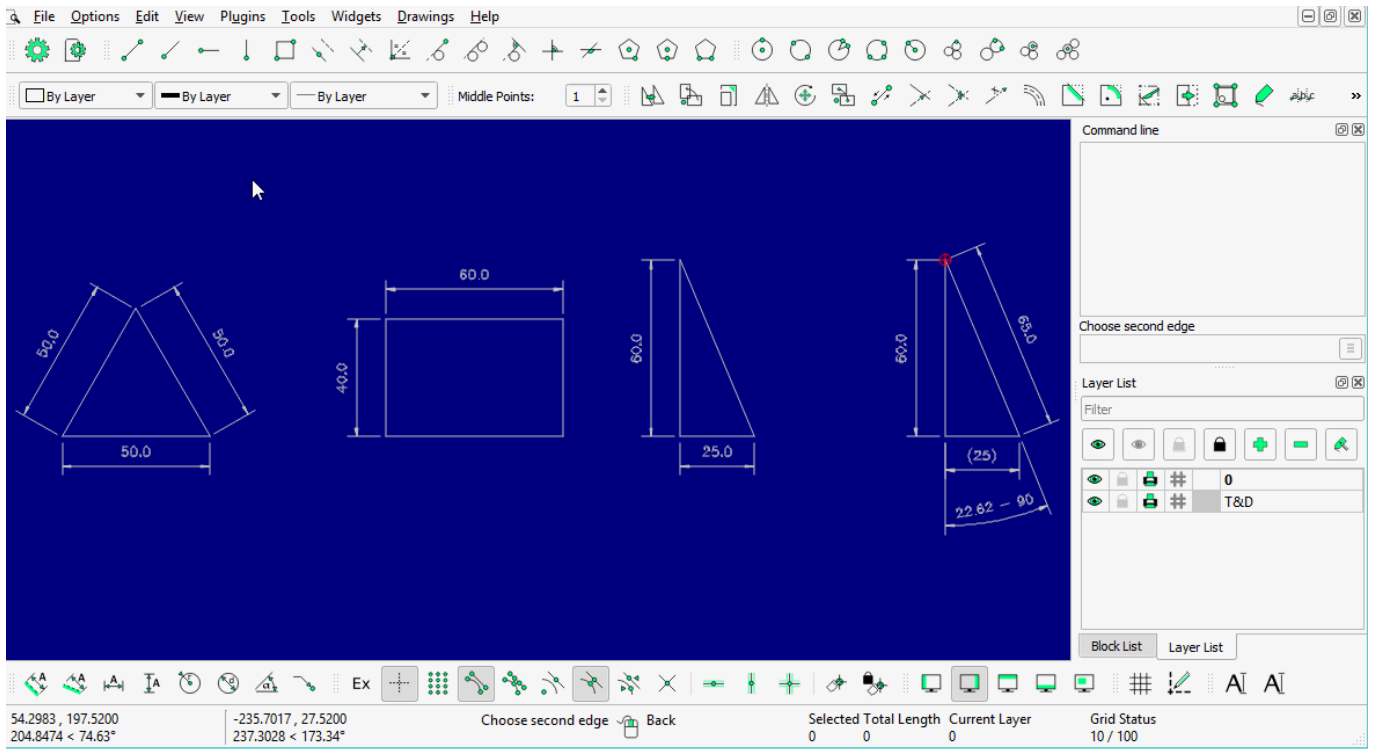 File Options Edit View Plugins Tools Widgets Drawings Help
By Layer By Layer By Layer Middle Points: 1 »
Command line
60.0
50.0 50.0 60.0 60.0 65.0
Choose second edge
40.0
Layer List
Filter
50.0 25.0 (25)
0
T&D
22.62 - 90
Block List Layer List
Ex
54.2983 , 197.5200 -235.7017 , 27.5200 Choose second edge Back Selected Total Length Current Layer Grid Status
204.8474 < 74.63° 237.3028 < 173.34° 0 0 0 10 / 100